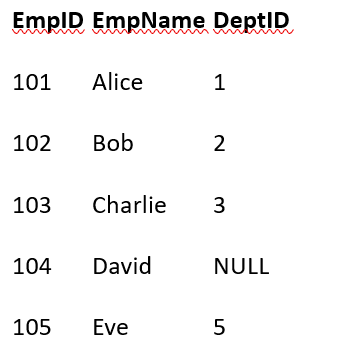 EmpID EmpName DeptID
101 Alice 1
102 Bob 2
103 Charlie 3
104 David NULL
105 Eve 5